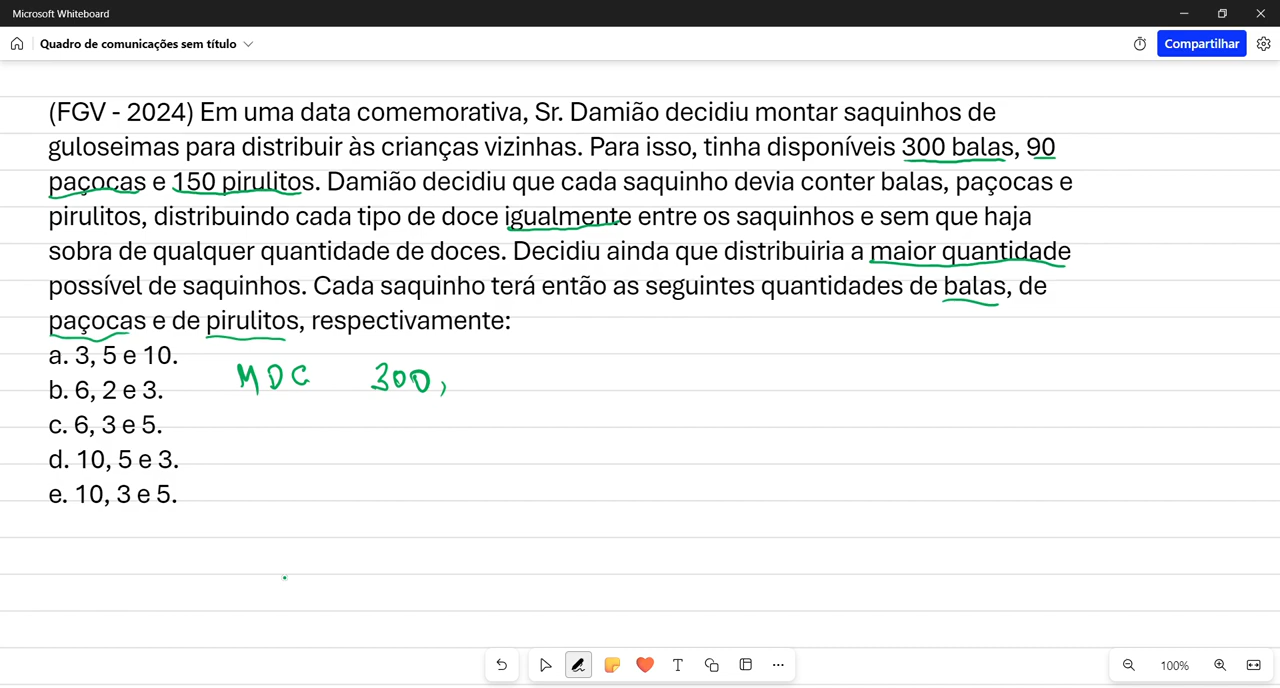 Microsoft Whiteboard
Quadro de comunicações sem título
Compartilhar
(FGV - 2024) Em uma data comemorativa, Sr. Damião decidiu montar saquinhos de
guloseimas para distribuir às crianças vizinhas. Para isso, tinha disponíveis 300 balas, 90
paçocas e 150 pirulitos. Damião decidiu que cada saquinho devia conter balas, paçocas e
pirulitos, distribuindo cada tipo de doce igualmente entre os saquinhos e sem que haja
sobra de qualquer quantidade de doces. Decidiu ainda que distribuiria a maior quantidade
possível de saquinhos. Cada saquinho terá então as seguintes quantidades de balas, de
paçocas e de pirulitos, respectivamente:
a. 3, 5 e 10.
b. 6, 2 e 3.
MDC 300,
c. 6, 3 e 5.
d. 10, 5 e 3.
e. 10, 3 e 5.
100%